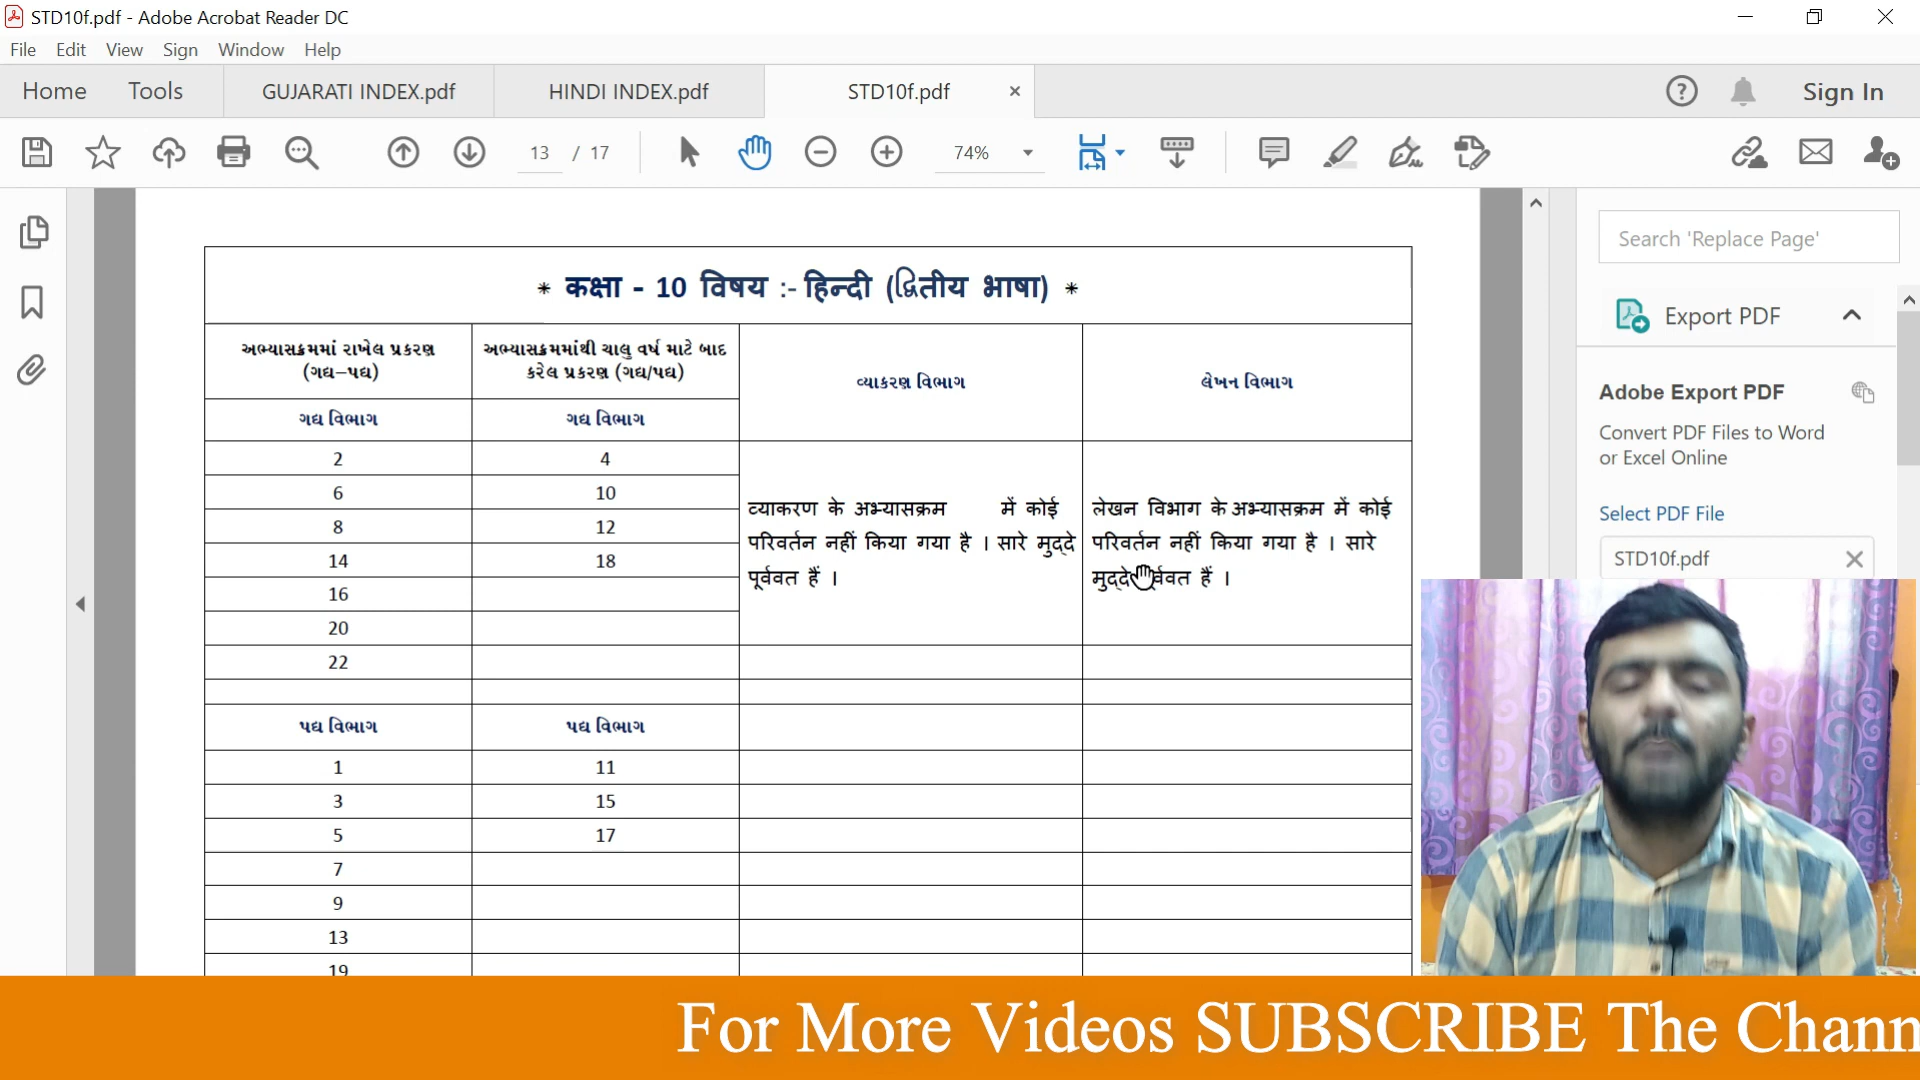 STD10f.pdf - Adobe Acrobat Reader DC
File Edit View Sign Window Help
Home Tools GUJARATI INDEX.pdf HINDI INDEX.pdf STD10f.pdf × Sign In
13 / 17 74%
Search 'Replace Page'
Export PDF
Adobe Export PDF
Convert PDF Files to Word
or Excel Online
Select PDF File
STD10f.pdf
* कक्षा - 10 विषय :- हिन्दी (द्वितीय भाषा) *
અભ્યાસક્રમમાં રાખેલ પ્રકરણ
(ગદ્ય–પદ્ય)
અભ્યાસક્રમમાંથી ચાલુ વર્ષ માટે બાદ
કરેલ પ્રકરણ (ગદ્ય/પદ્ય)
વ્યાકરણ વિભાગ
લેખન વિભાગ
ગદ્ય વિભાગ ગદ્ય વિભાગ
2 4
6 10
8 12
14 18
16
20
22
व्याकरण के अभ्यासक्रम में कोई
परिवर्तन नहीं किया गया है । सारे मुद्दे
पूर्ववत हैं ।
लेखन विभाग के अभ्यासक्रम में कोई
परिवर्तन नहीं किया गया है । सारे
मुद्दे हैं ।
પદ્ય વિભાગ પદ્ય વિભાગ
1 11
3 15
5 17
7
9
13
19
For More Videos SUBSCRIBE The Chann